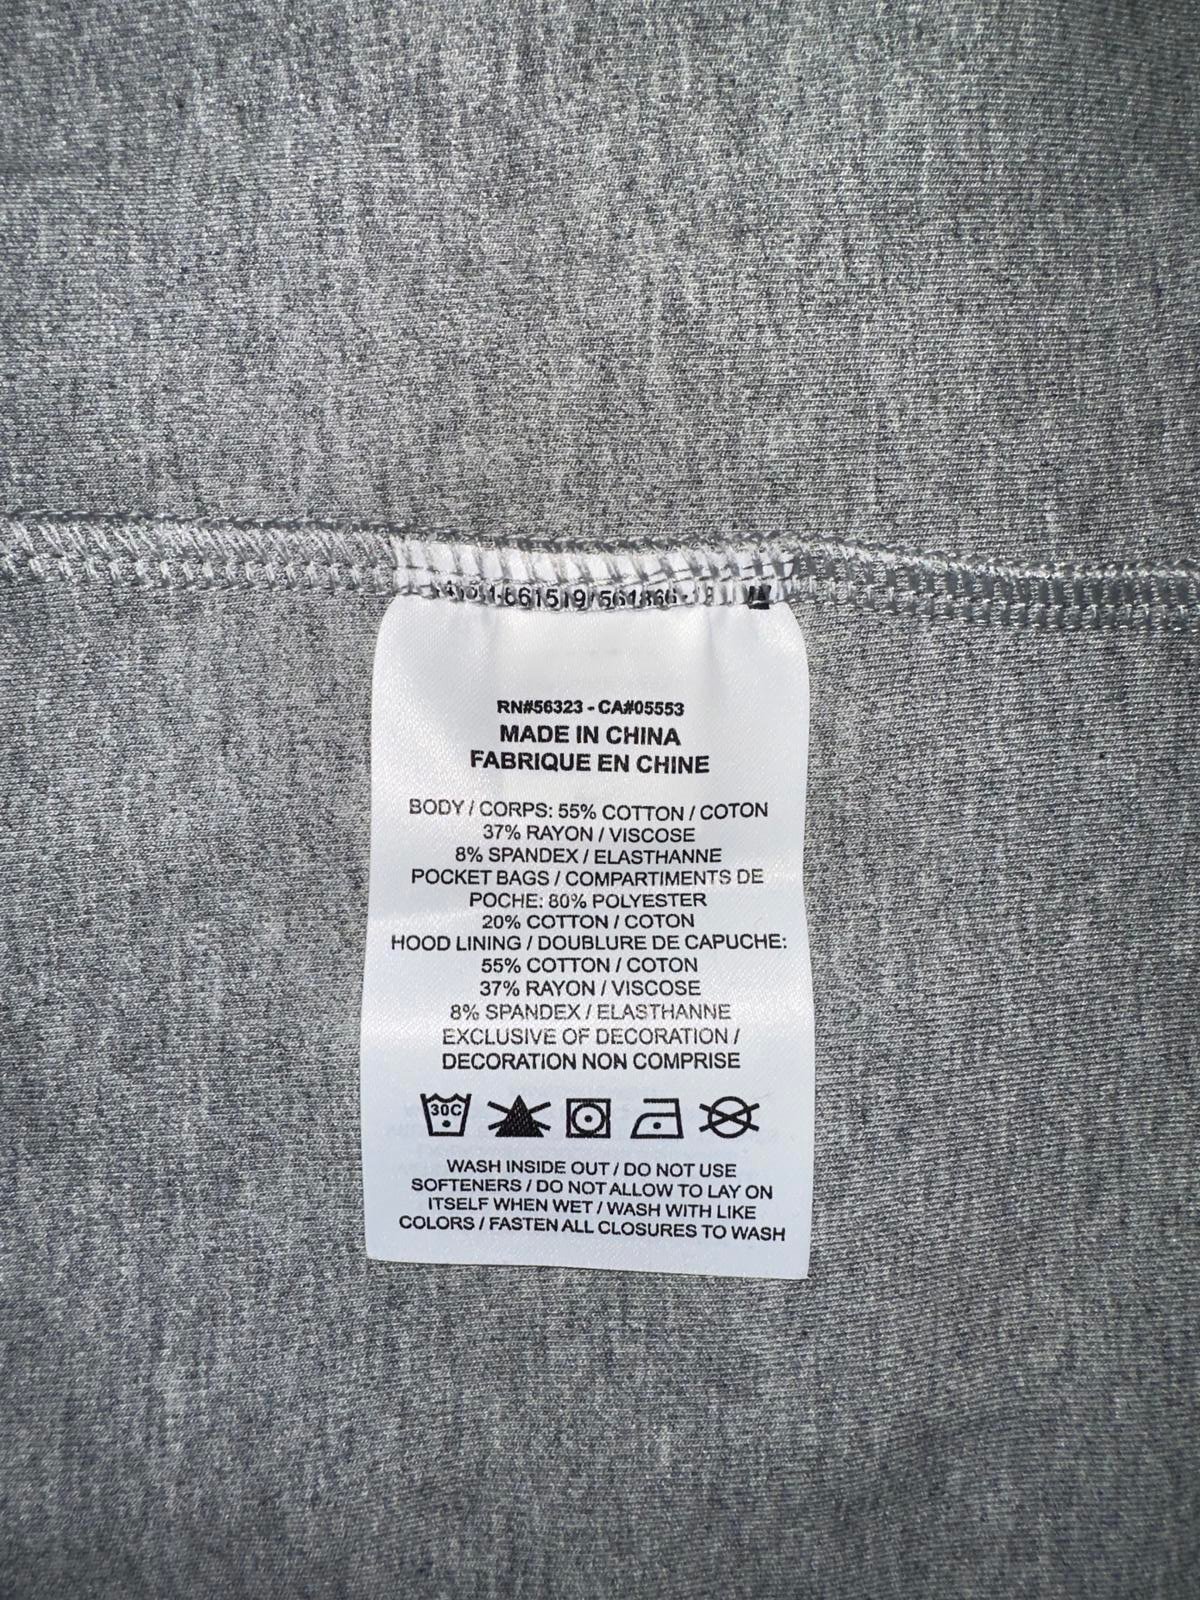 RN#56323 - CA#05553
MADE IN CHINA
FABRIQUE EN CHINE
BODY / CORPS: 55% COTTON / COTON
37% RAYON / VISCOSE
8% SPANDEX / ELASTHANNE
POCKET BAGS / COMPARTIMENTS DE
POCHE: 80% POLYESTER
20% COTTON / COTON
HOOD LINING / DOUBLURE DE CAPUCHE:
55% COTTON / COTON
37% RAYON / VISCOSE
8% SPANDEX / ELASTHANNE
EXCLUSIVE OF DECORATION /
DECORATION NON COMPRISE
30C
WASH INSIDE OUT / DO NOT USE
SOFTENERS / DO NOT ALLOW TO LAY ON
ITSELF WHEN WET / WASH WITH LIKE
COLORS / FASTEN ALL CLOSURES TO WASH